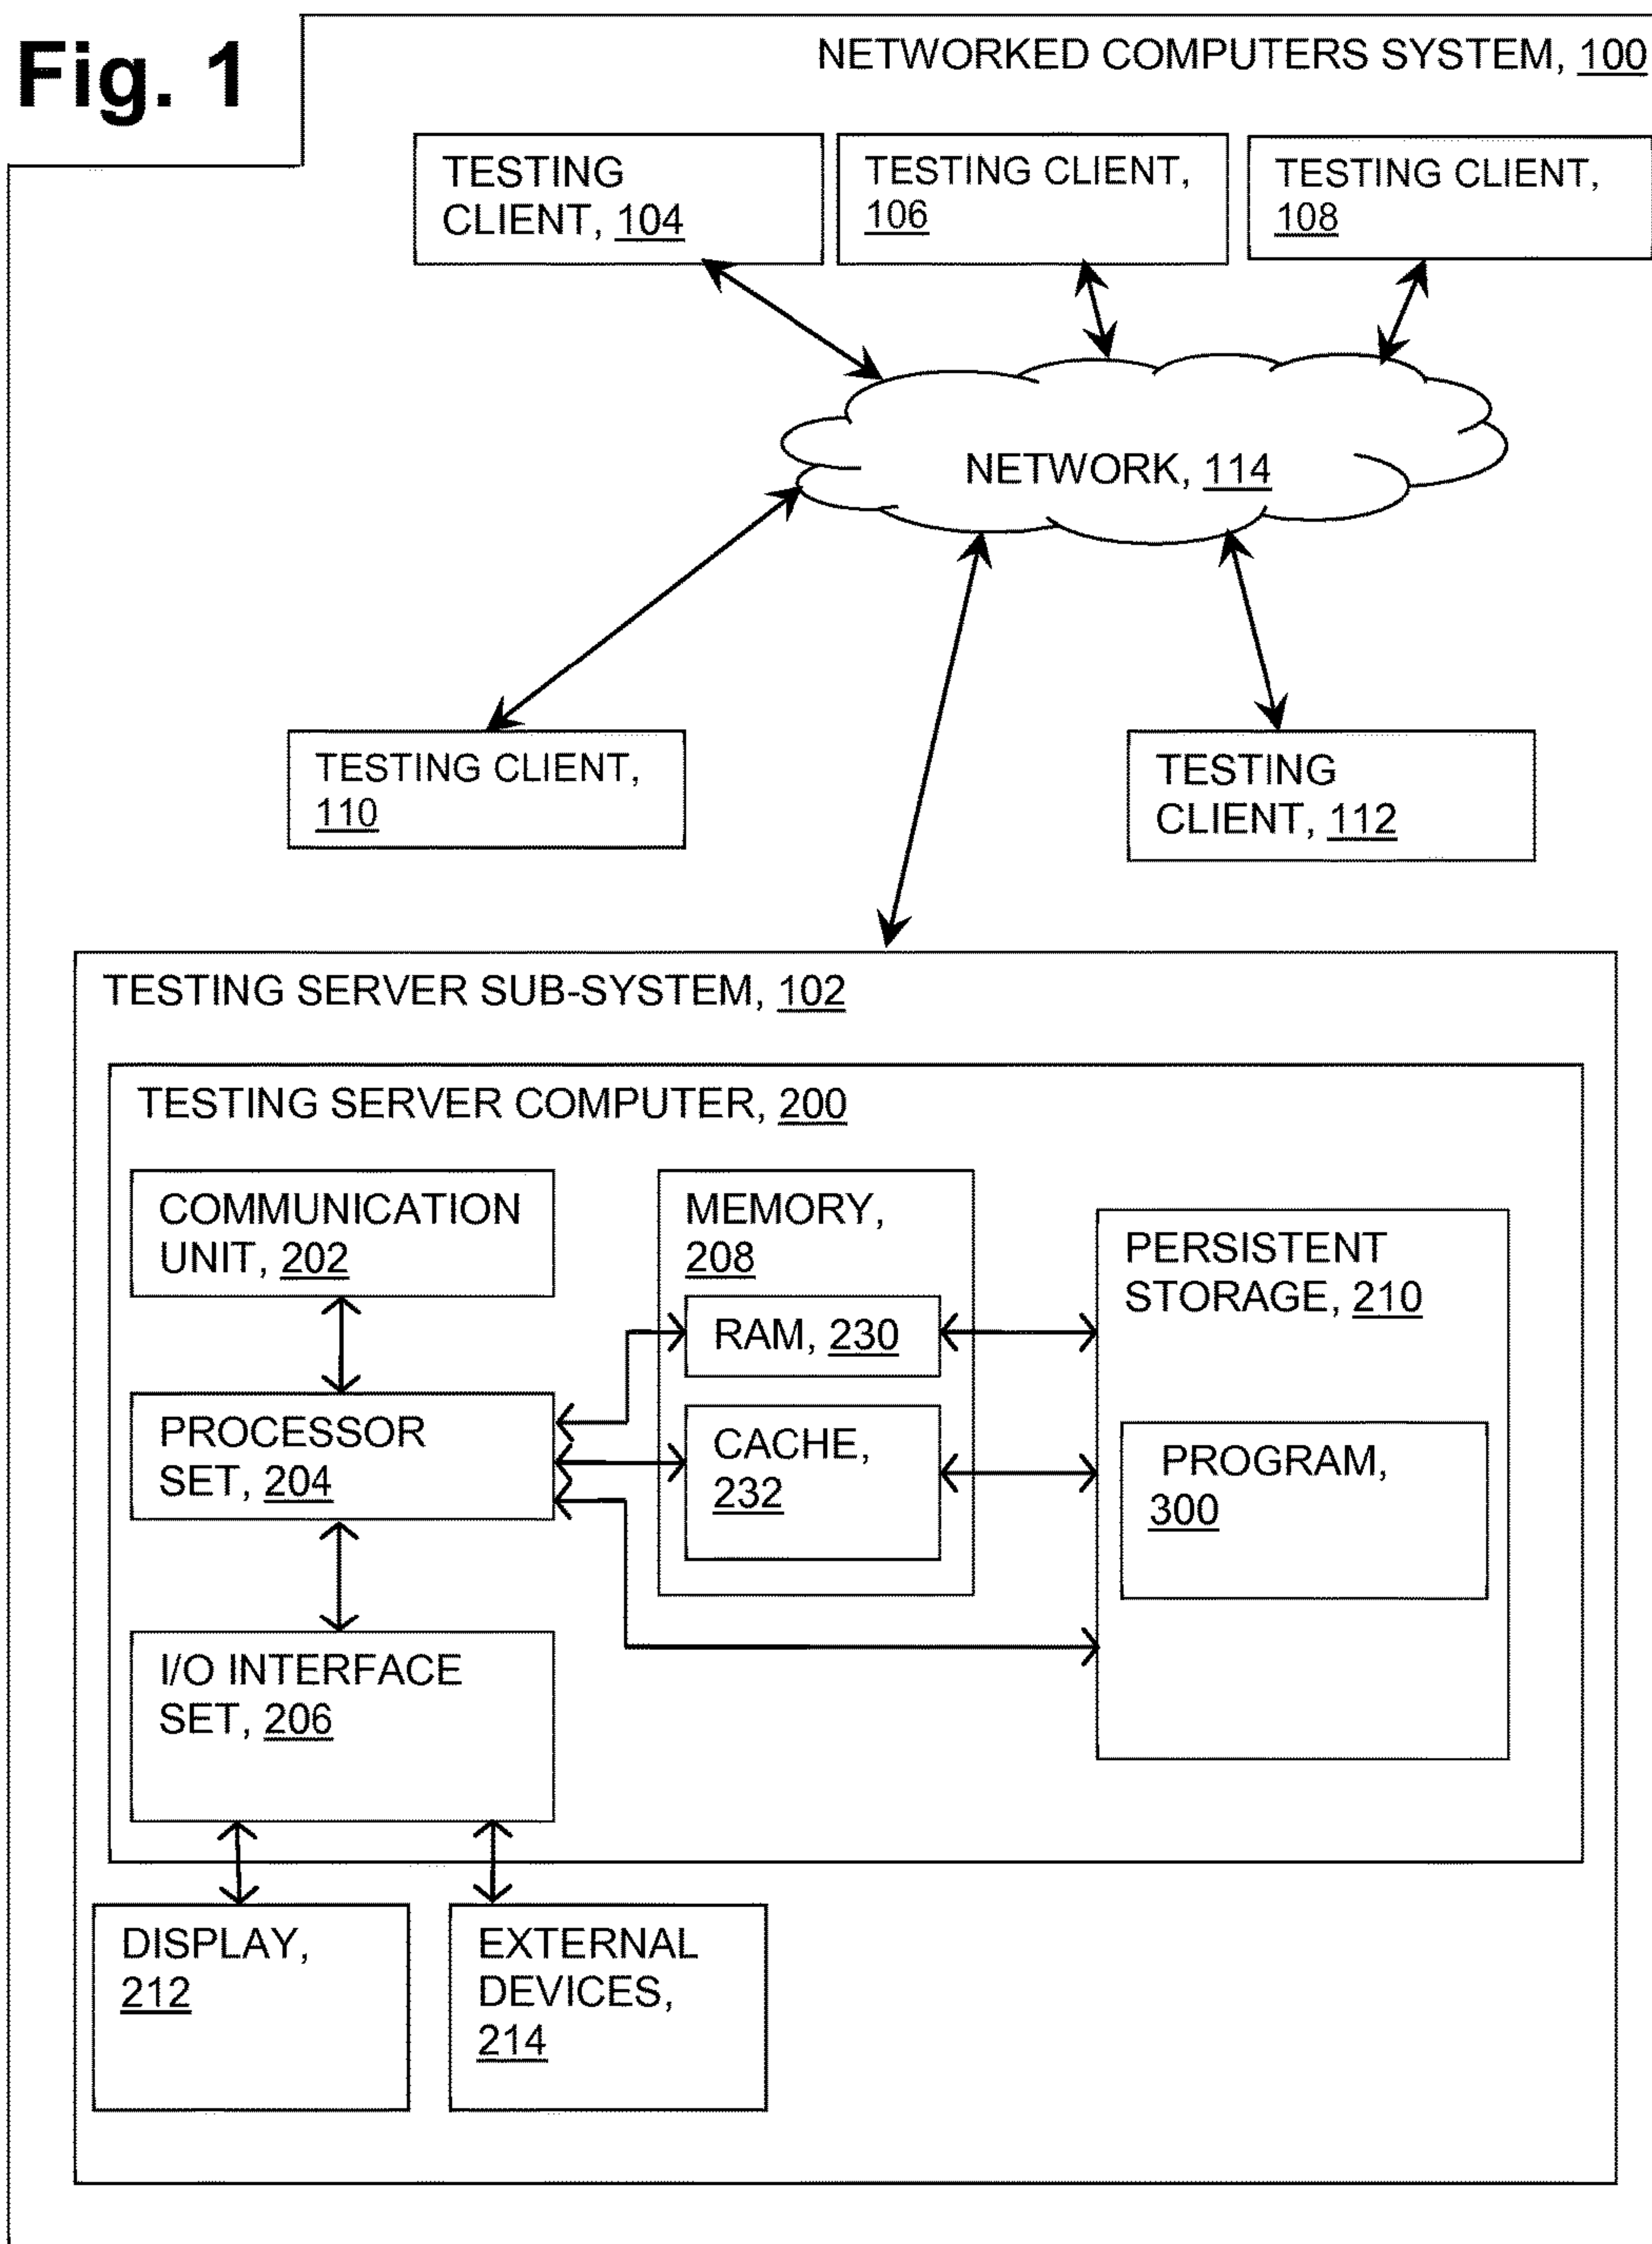 Fig. 1
NETWORKED COMPUTERS SYSTEM, 100
TESTING
CLIENT, 104
TESTING CLIENT,
106
TESTING CLIENT,
108
NETWORK, 114
TESTING CLIENT,
110
TESTING
CLIENT, 112
TESTING SERVER SUB-SYSTEM, 102
TESTING SERVER COMPUTER, 200
COMMUNICATION
UNIT, 202
MEMORY,
208
PERSISTENT
STORAGE, 210
RAM, 230
PROCESSOR
SET, 204
CACHE,
232
PROGRAM,
300
I/O INTERFACE
SET, 206
DISPLAY,
212
EXTERNAL
DEVICES,
214